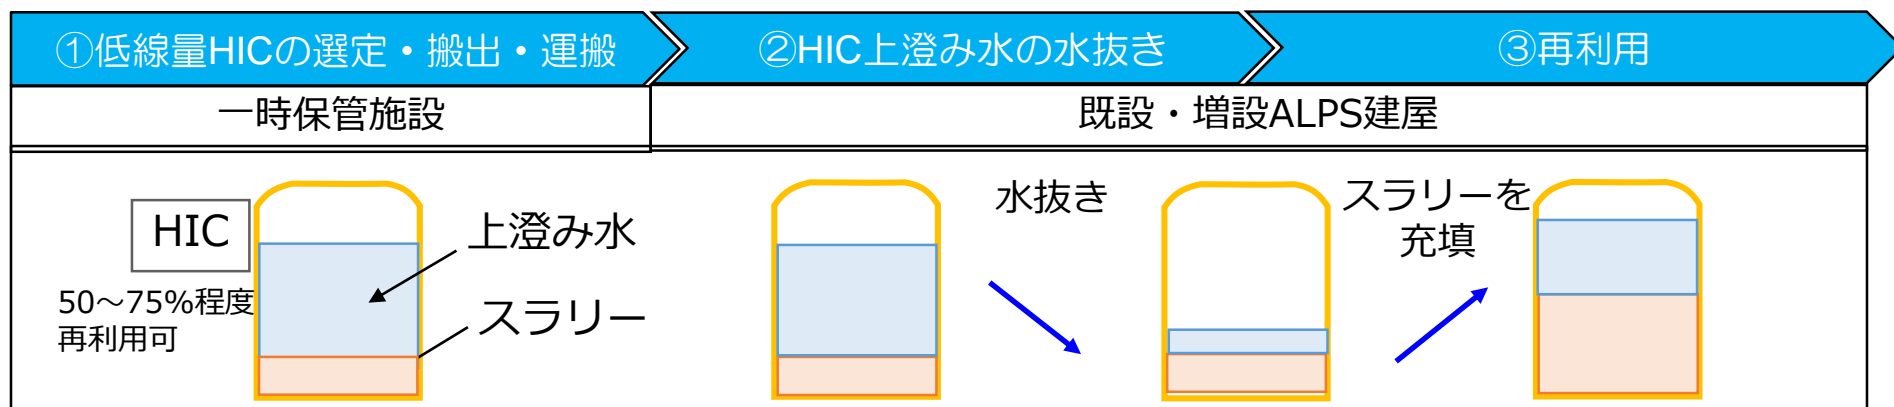 ①低線量HICの選定・搬出・運搬
②HIC上澄み水の水抜き
③再利用
一時保管施設
既設・増設ALPS建屋
HIC
50～75%程度
再利用可
上澄み水
スラリー
水抜き
スラリーを
充填